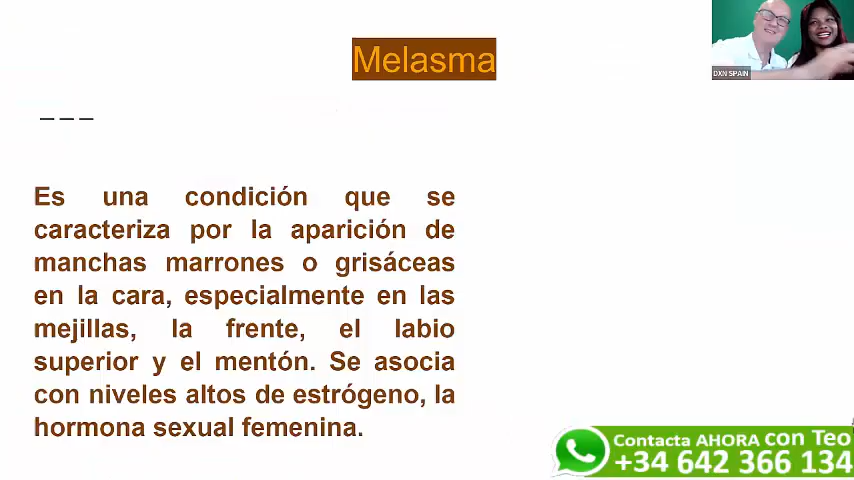 Melasma
DXN SPAIN
Es una condición que se
caracteriza por la aparición de
manchas marrones o grisáceas
en la cara, especialmente en las
mejillas, la frente, el labio
superior y el mentón. Se asocia
con niveles altos de estrógeno, la
hormona sexual femenina.
Contacta AHORA con Teo
+34 642 366 134